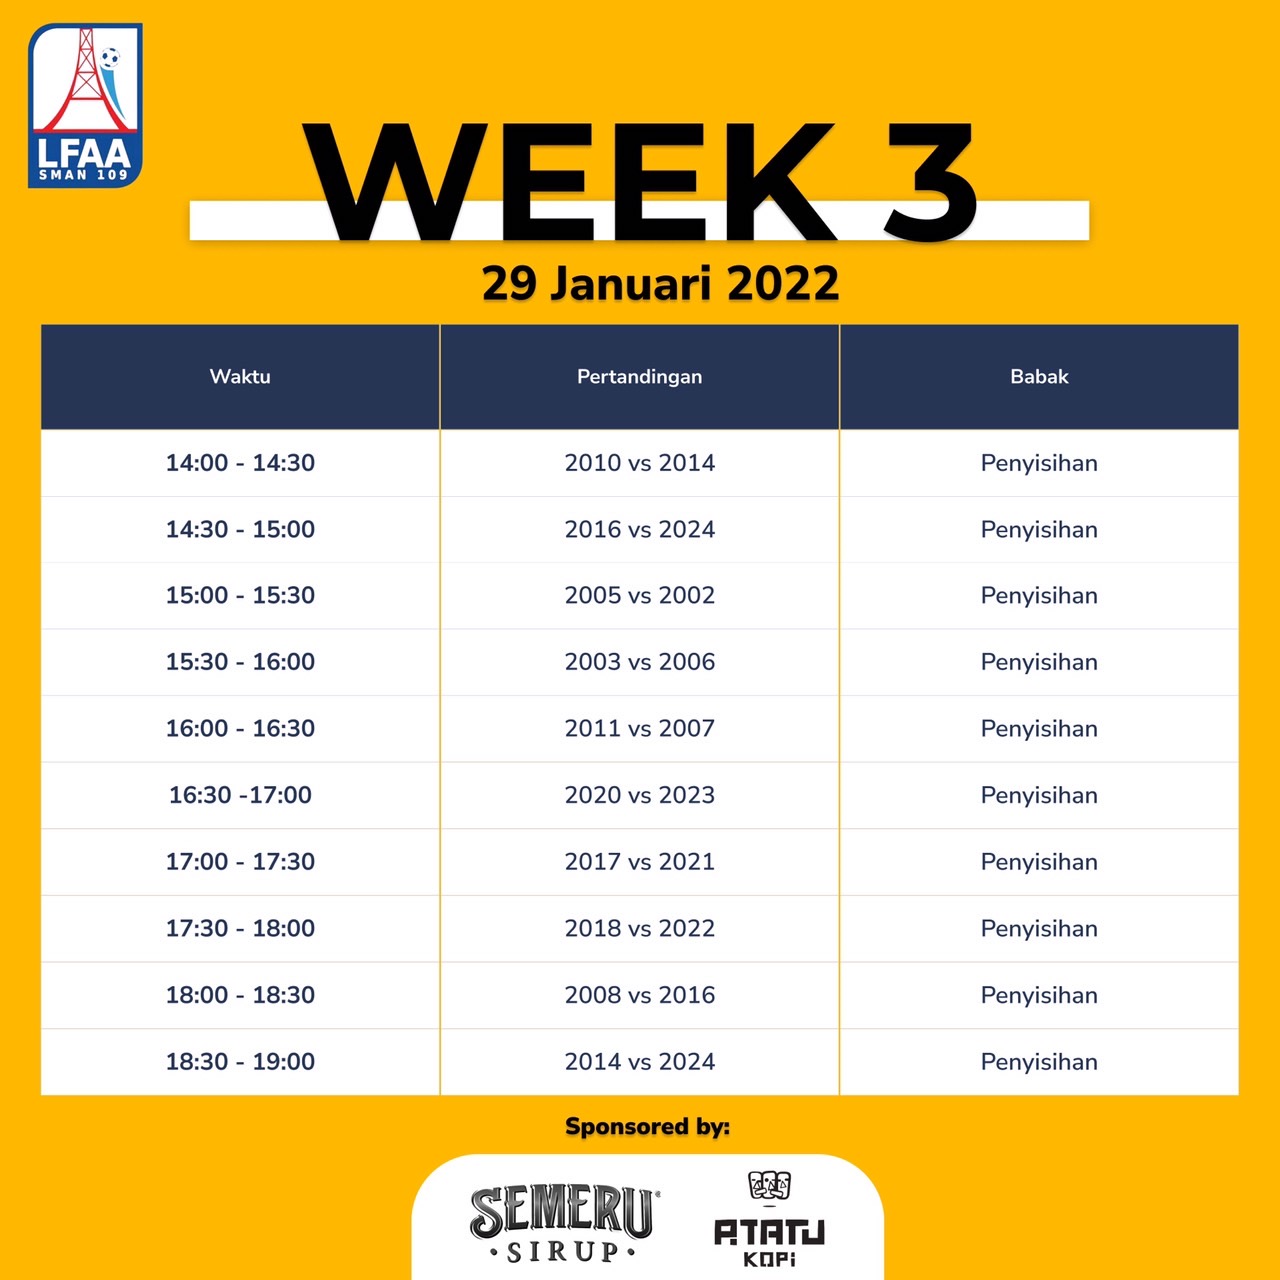 LFAA
SMAN 109
WEEK 3
29 Januari 2022
Waktu Pertandingan Babak
14:00 - 14:30 2010 vs 2014 Penyisihan
14:30 - 15:00 2016 vs 2024 Penyisihan
15:00 - 15:30 2005 vs 2002 Penyisihan
15:30 - 16:00 2003 vs 2006 Penyisihan
16:00 - 16:30 2011 vs 2007 Penyisihan
16:30 -17:00 2020 vs 2023 Penyisihan
17:00 - 17:30 2017 vs 2021 Penyisihan
17:30 - 18:00 2018 vs 2022 Penyisihan
18:00 - 18:30 2008 vs 2016 Penyisihan
18:30 - 19:00 2014 vs 2024 Penyisihan
Sponsored by:
SEMERU
· SIRUP ·
ATATU
KOPi